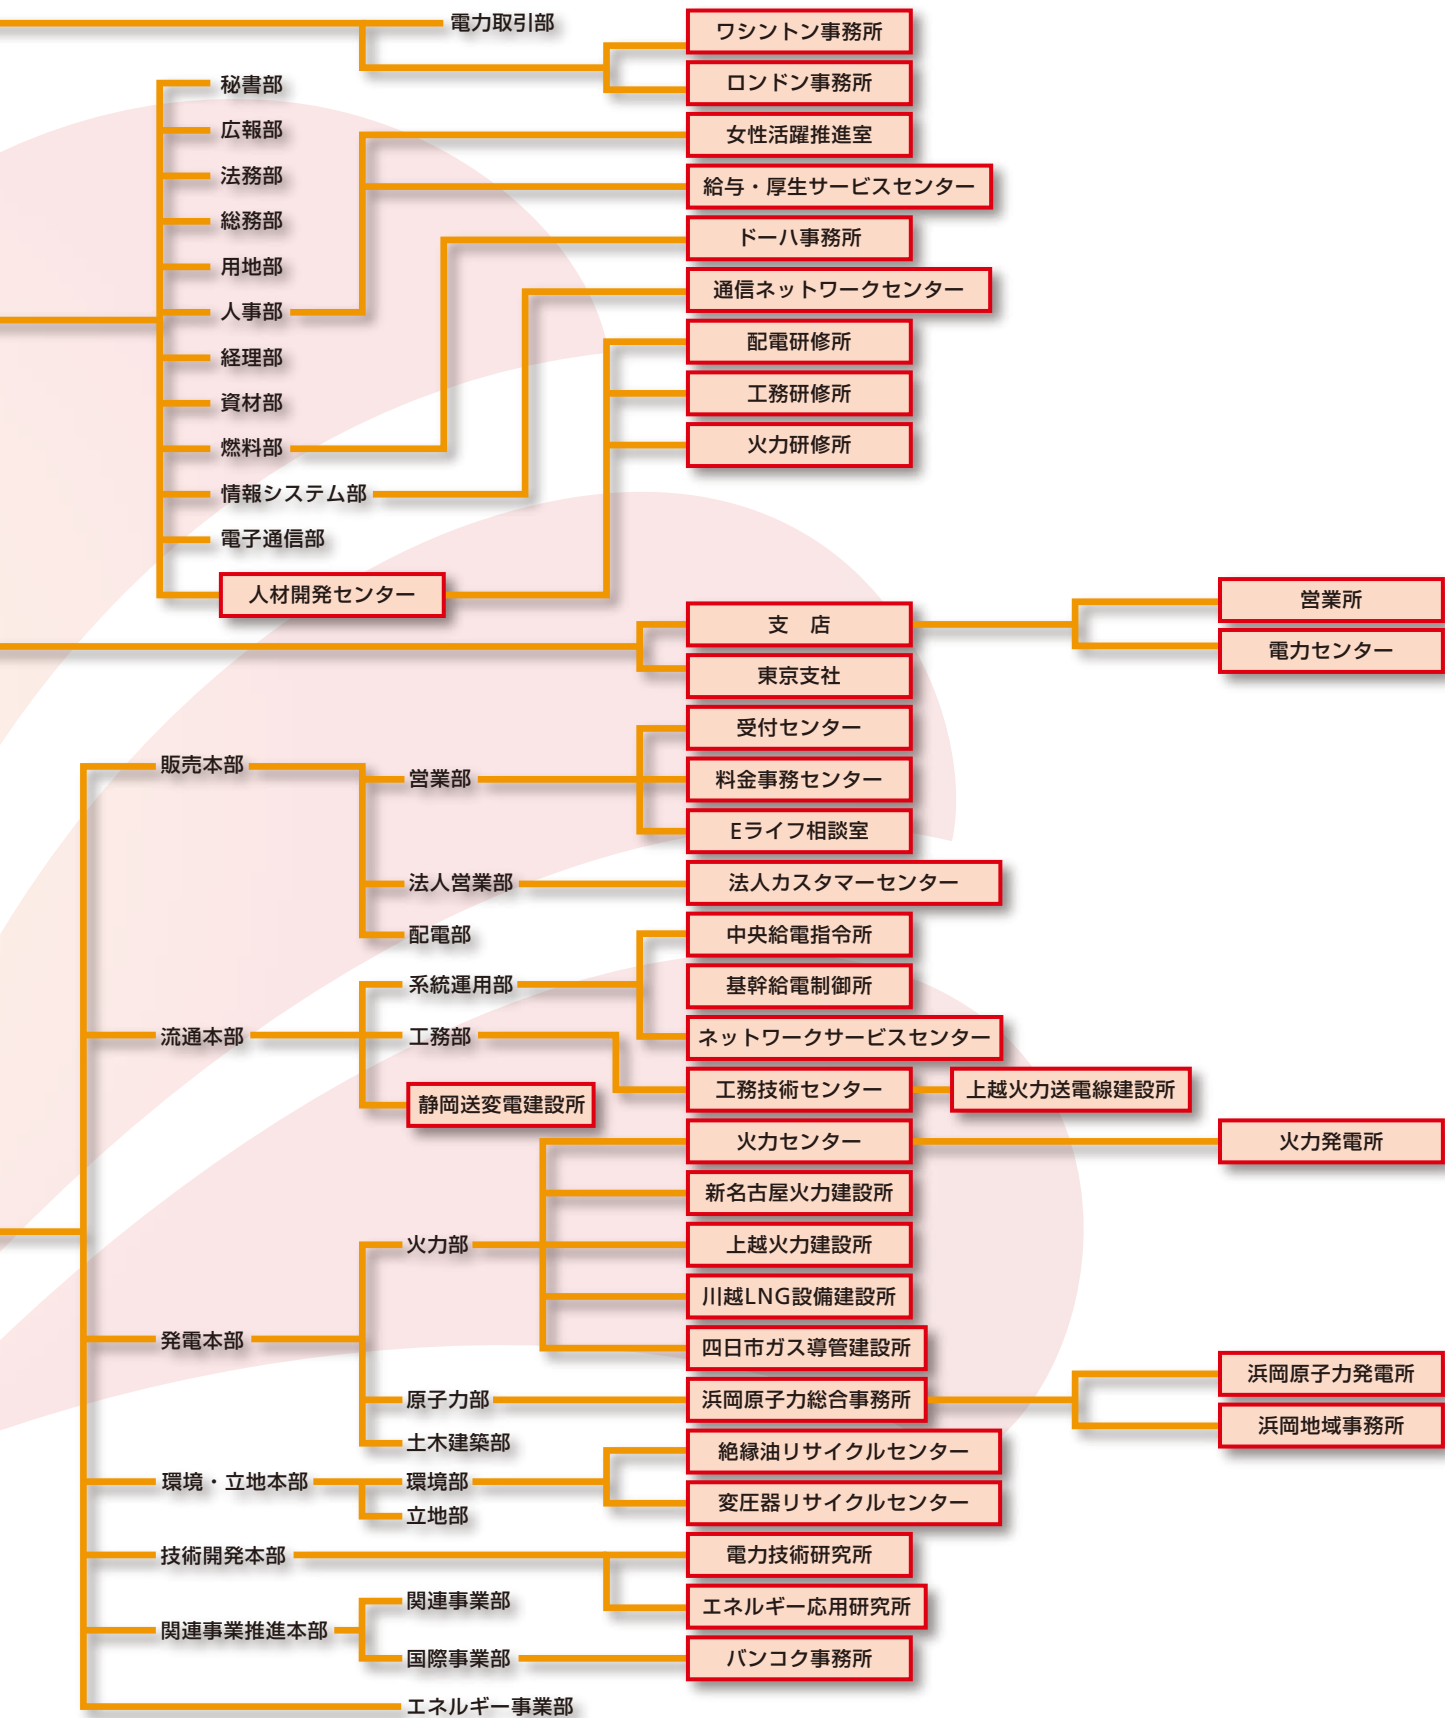 電力取引部
ワシントン事務所
ロンドン事務所
秘書部
広報部
法務部
総務部
用地部
人事部
経理部
資材部
燃料部
情報システム部
電子通信部
人材開発センター
女性活躍推進室
給与・厚生サービスセンター
ドーハ事務所
通信ネットワークセンター
配電研修所
工務研修所
火力研修所
支　店
東京支社
営業所
電力センター
販売本部
営業部
受付センター
料金事務センター
Eライフ相談室
法人営業部
法人カスタマーセンター
配電部
流通本部
系統運用部
中央給電指令所
基幹給電制御所
ネットワークサービスセンター
工務部
工務技術センター
上越火力送電線建設所
静岡送変電建設所
発電本部
火力部
火力センター
火力発電所
新名古屋火力建設所
上越火力建設所
川越LNG設備建設所
四日市ガス導管建設所
原子力部
浜岡原子力総合事務所
浜岡原子力発電所
浜岡地域事務所
土木建築部
環境・立地本部
環境部
絶縁油リサイクルセンター
変圧器リサイクルセンター
立地部
技術開発本部
電力技術研究所
エネルギー応用研究所
関連事業推進本部
関連事業部
国際事業部
バンコク事務所
エネルギー事業部